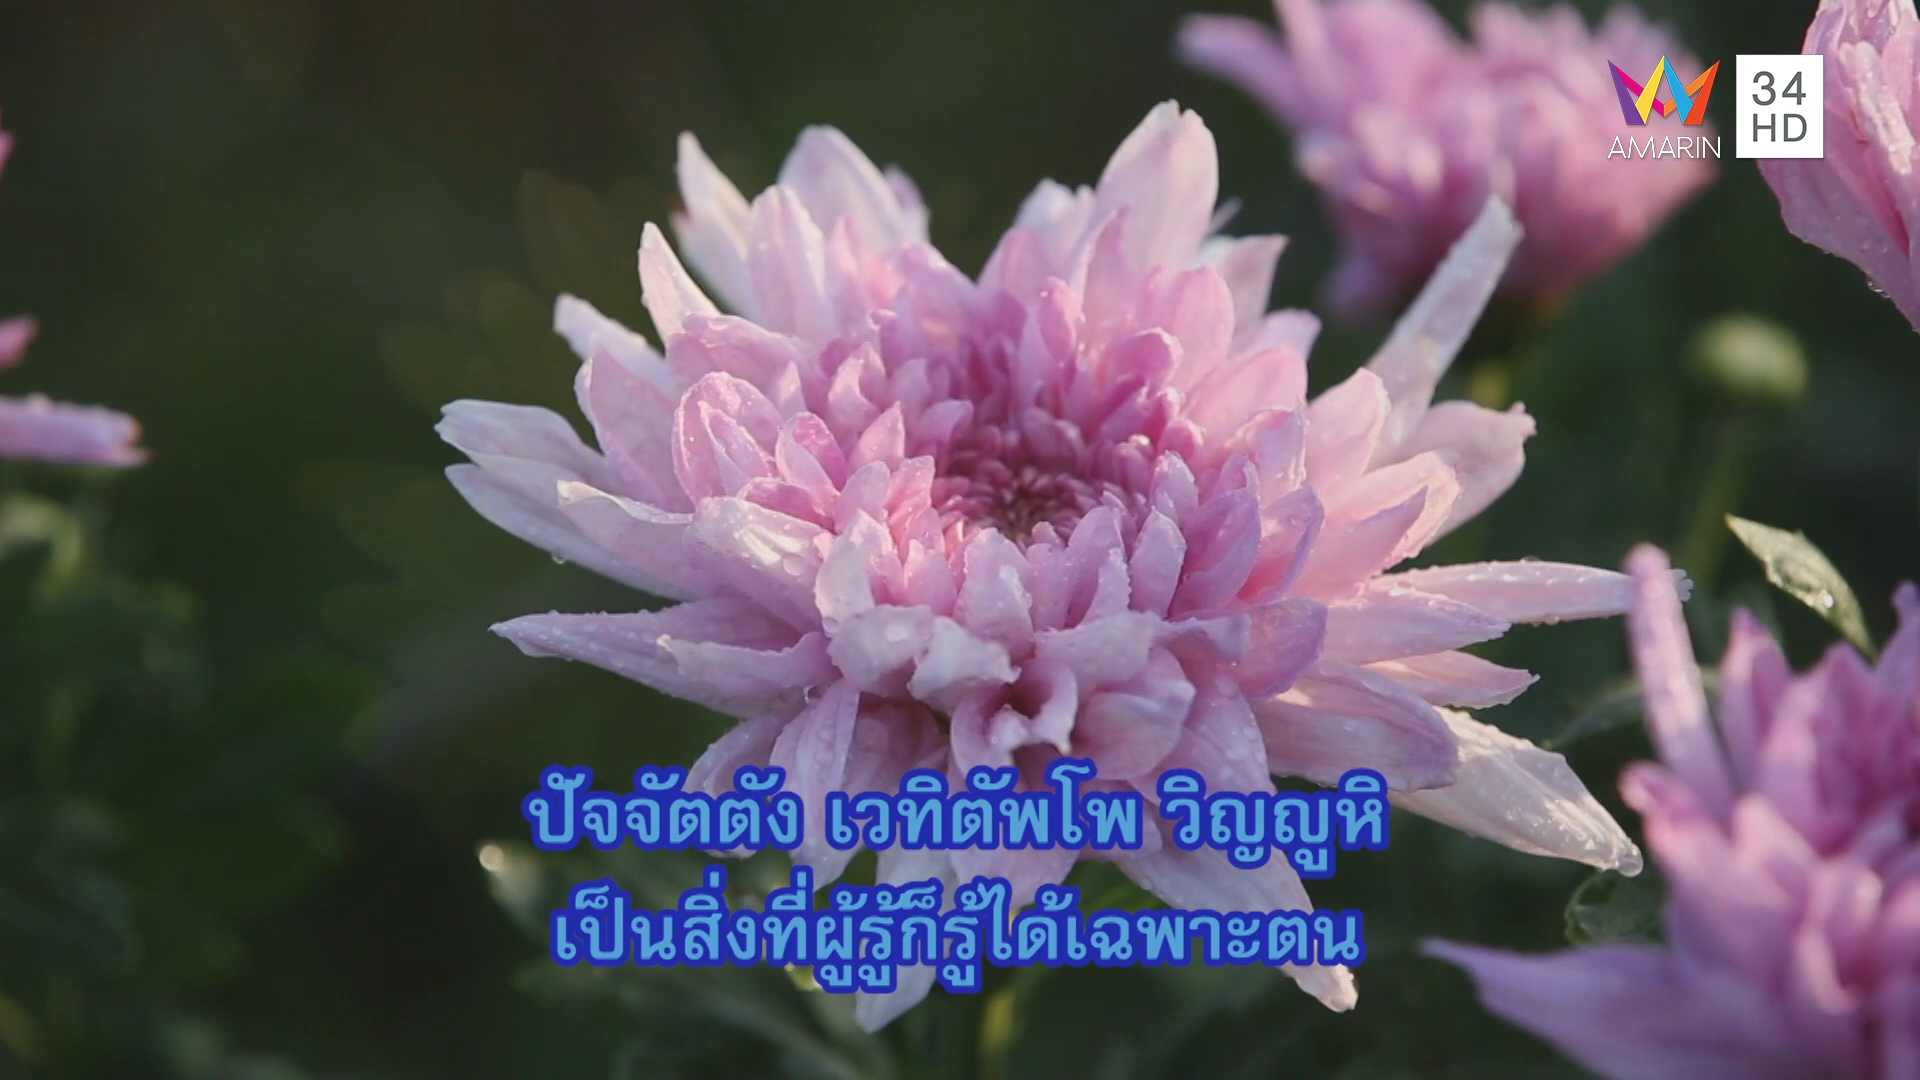 AMARIN
34
HD
ปัจจัตตัง เวทิตัพโพ วิญญูหิ
เป็นสิ่งที่ผู้รู้ก็รู้ได้เฉพาะตน